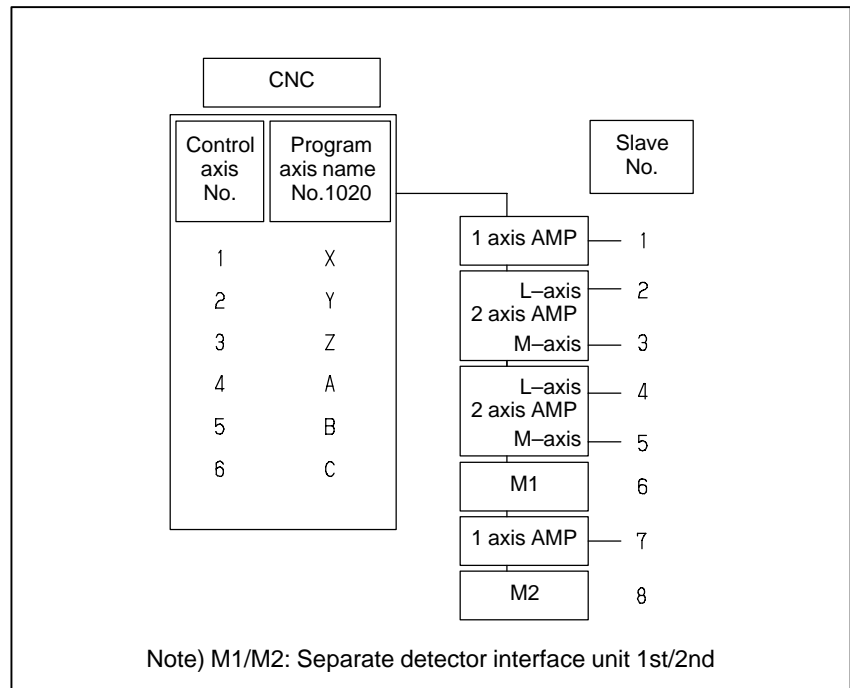 CNC
Control
axis
No.
Program
axis name
No.1020
Slave
No.
1 X
2 Y
3 Z
4 A
5 B
6 C
1 axis AMP 1
L–axis 2
2 axis AMP
M–axis 3
L–axis 4
2 axis AMP
M–axis 5
M1 6
1 axis AMP 7
M2 8
Note) M1/M2: Separate detector interface unit 1st/2nd